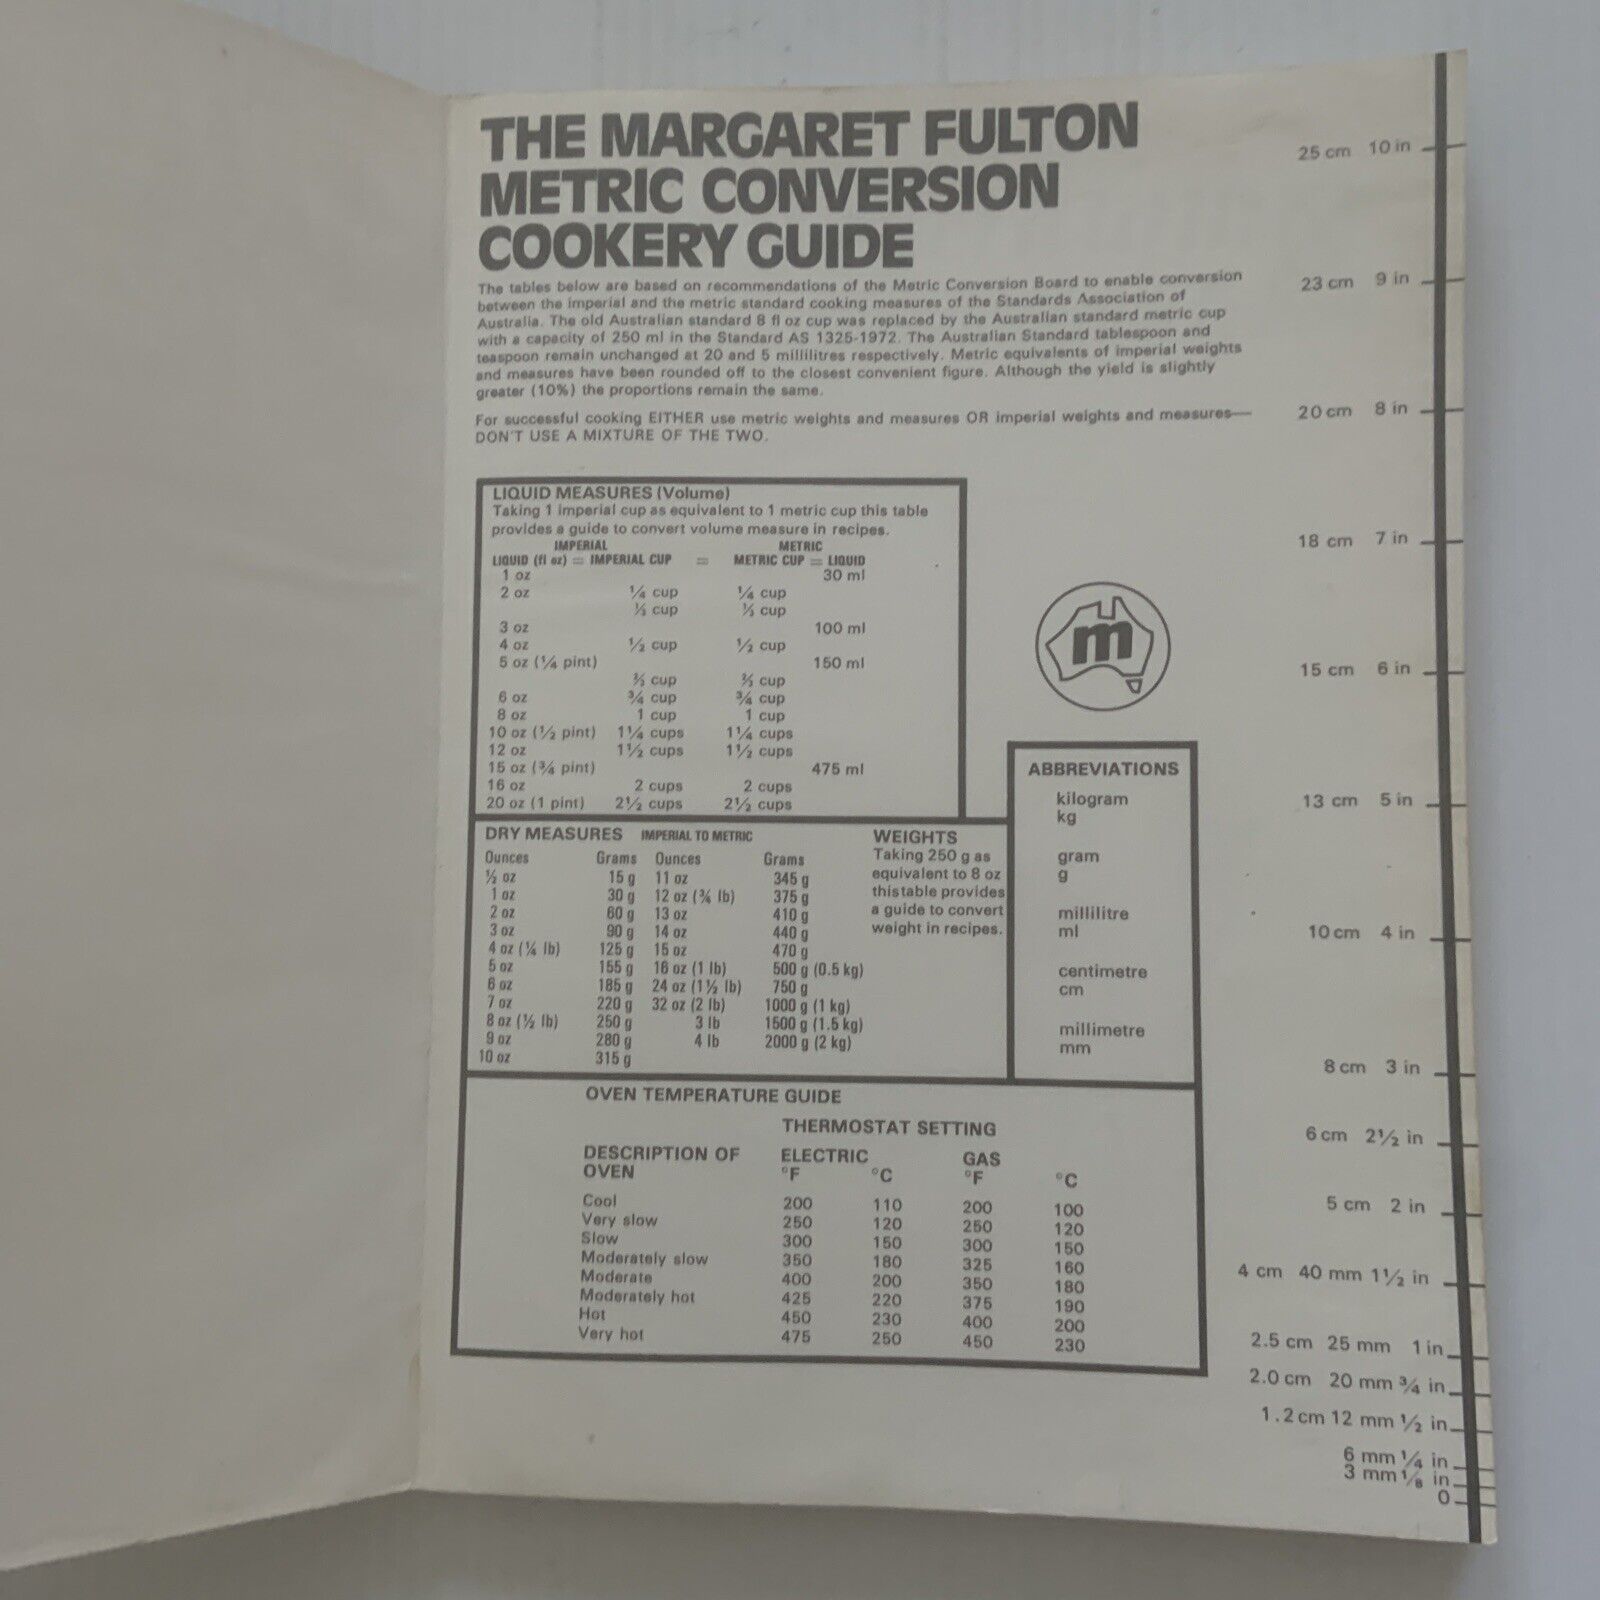 THE MARGARET FULTON
METRIC CONVERSION
COOKERY GUIDE
The tables below are based on recommendations of the Metric Conversion Board to enable conversion
between the imperial and the metric standard cooking measures of the Standards Association of
Australia. The old Australian standard 8 fl oz cup was replaced by the Australian standard metric cup
with a capacity of 250 ml in the Standard AS 1325-1972. The Australian Standard tablespoon and
teaspoon remain unchanged at 20 and 5 millilitres respectively. Metric equivalents of imperial weights
and measures have been rounded off to the closest convenient figure. Although the yield is slightly
greater (10%) the proportions remain the same.
For successful cooking EITHER use metric weights and measures OR imperial weights and measures—
DON'T USE A MIXTURE OF THE TWO.
LIQUID MEASURES (Volume)
Taking 1 imperial cup as equivalent to 1 metric cup this table
provides a guide to convert volume measure in recipes.
IMPERIAL METRIC
LIQUID (fl oz) = IMPERIAL CUP = METRIC CUP = LIQUID
1 oz 30 ml
2 oz ¼ cup ¼ cup
⅓ cup ⅓ cup
3 oz 100 ml
4 oz ½ cup ½ cup
5 oz (¼ pint) 150 ml
⅔ cup ⅔ cup
6 oz ¾ cup ¾ cup
8 oz 1 cup 1 cup
10 oz (½ pint) 1¼ cups 1¼ cups
12 oz 1½ cups 1½ cups
15 oz (¾ pint) 475 ml
16 oz 2 cups 2 cups
20 oz (1 pint) 2½ cups 2½ cups
m
DRY MEASURES IMPERIAL TO METRIC
Ounces Grams Ounces Grams
½ oz 15 g 11 oz 345 g
1 oz 30 g 12 oz (¾ lb) 375 g
2 oz 60 g 13 oz 410 g
3 oz 90 g 14 oz 440 g
4 oz (¼ lb) 125 g 15 oz 470 g
5 oz 155 g 16 oz (1 lb) 500 g (0.5 kg)
6 oz 185 g 24 oz (1½ lb) 750 g
7 oz 220 g 32 oz (2 lb) 1000 g (1 kg)
8 oz (½ lb) 250 g 3 lb 1500 g (1.5 kg)
9 oz 280 g 4 lb 2000 g (2 kg)
10 oz 315 g
WEIGHTS
Taking 250 g as
equivalent to 8 oz
this table provides
a guide to convert
weight in recipes.
ABBREVIATIONS
kilogram
kg
gram
g
millilitre
ml
centimetre
cm
millimetre
mm
OVEN TEMPERATURE GUIDE
THERMOSTAT SETTING
DESCRIPTION OF ELECTRIC GAS
OVEN °F °C °F °C
Cool 200 110 200 100
Very slow 250 120 250 120
Slow 300 150 300 150
Moderately slow 350 180 325 160
Moderate 400 200 350 180
Moderately hot 425 220 375 190
Hot 450 230 400 200
Very hot 475 250 450 230
25 cm 10 in
23 cm 9 in
20 cm 8 in
18 cm 7 in
15 cm 6 in
13 cm 5 in
10 cm 4 in
8 cm 3 in
6 cm 2½ in
5 cm 2 in
4 cm 40 mm 1½ in
2.5 cm 25 mm 1 in
2.0 cm 20 mm ¾ in
1.2 cm 12 mm ½ in
6 mm ¼ in
3 mm ⅛ in
0